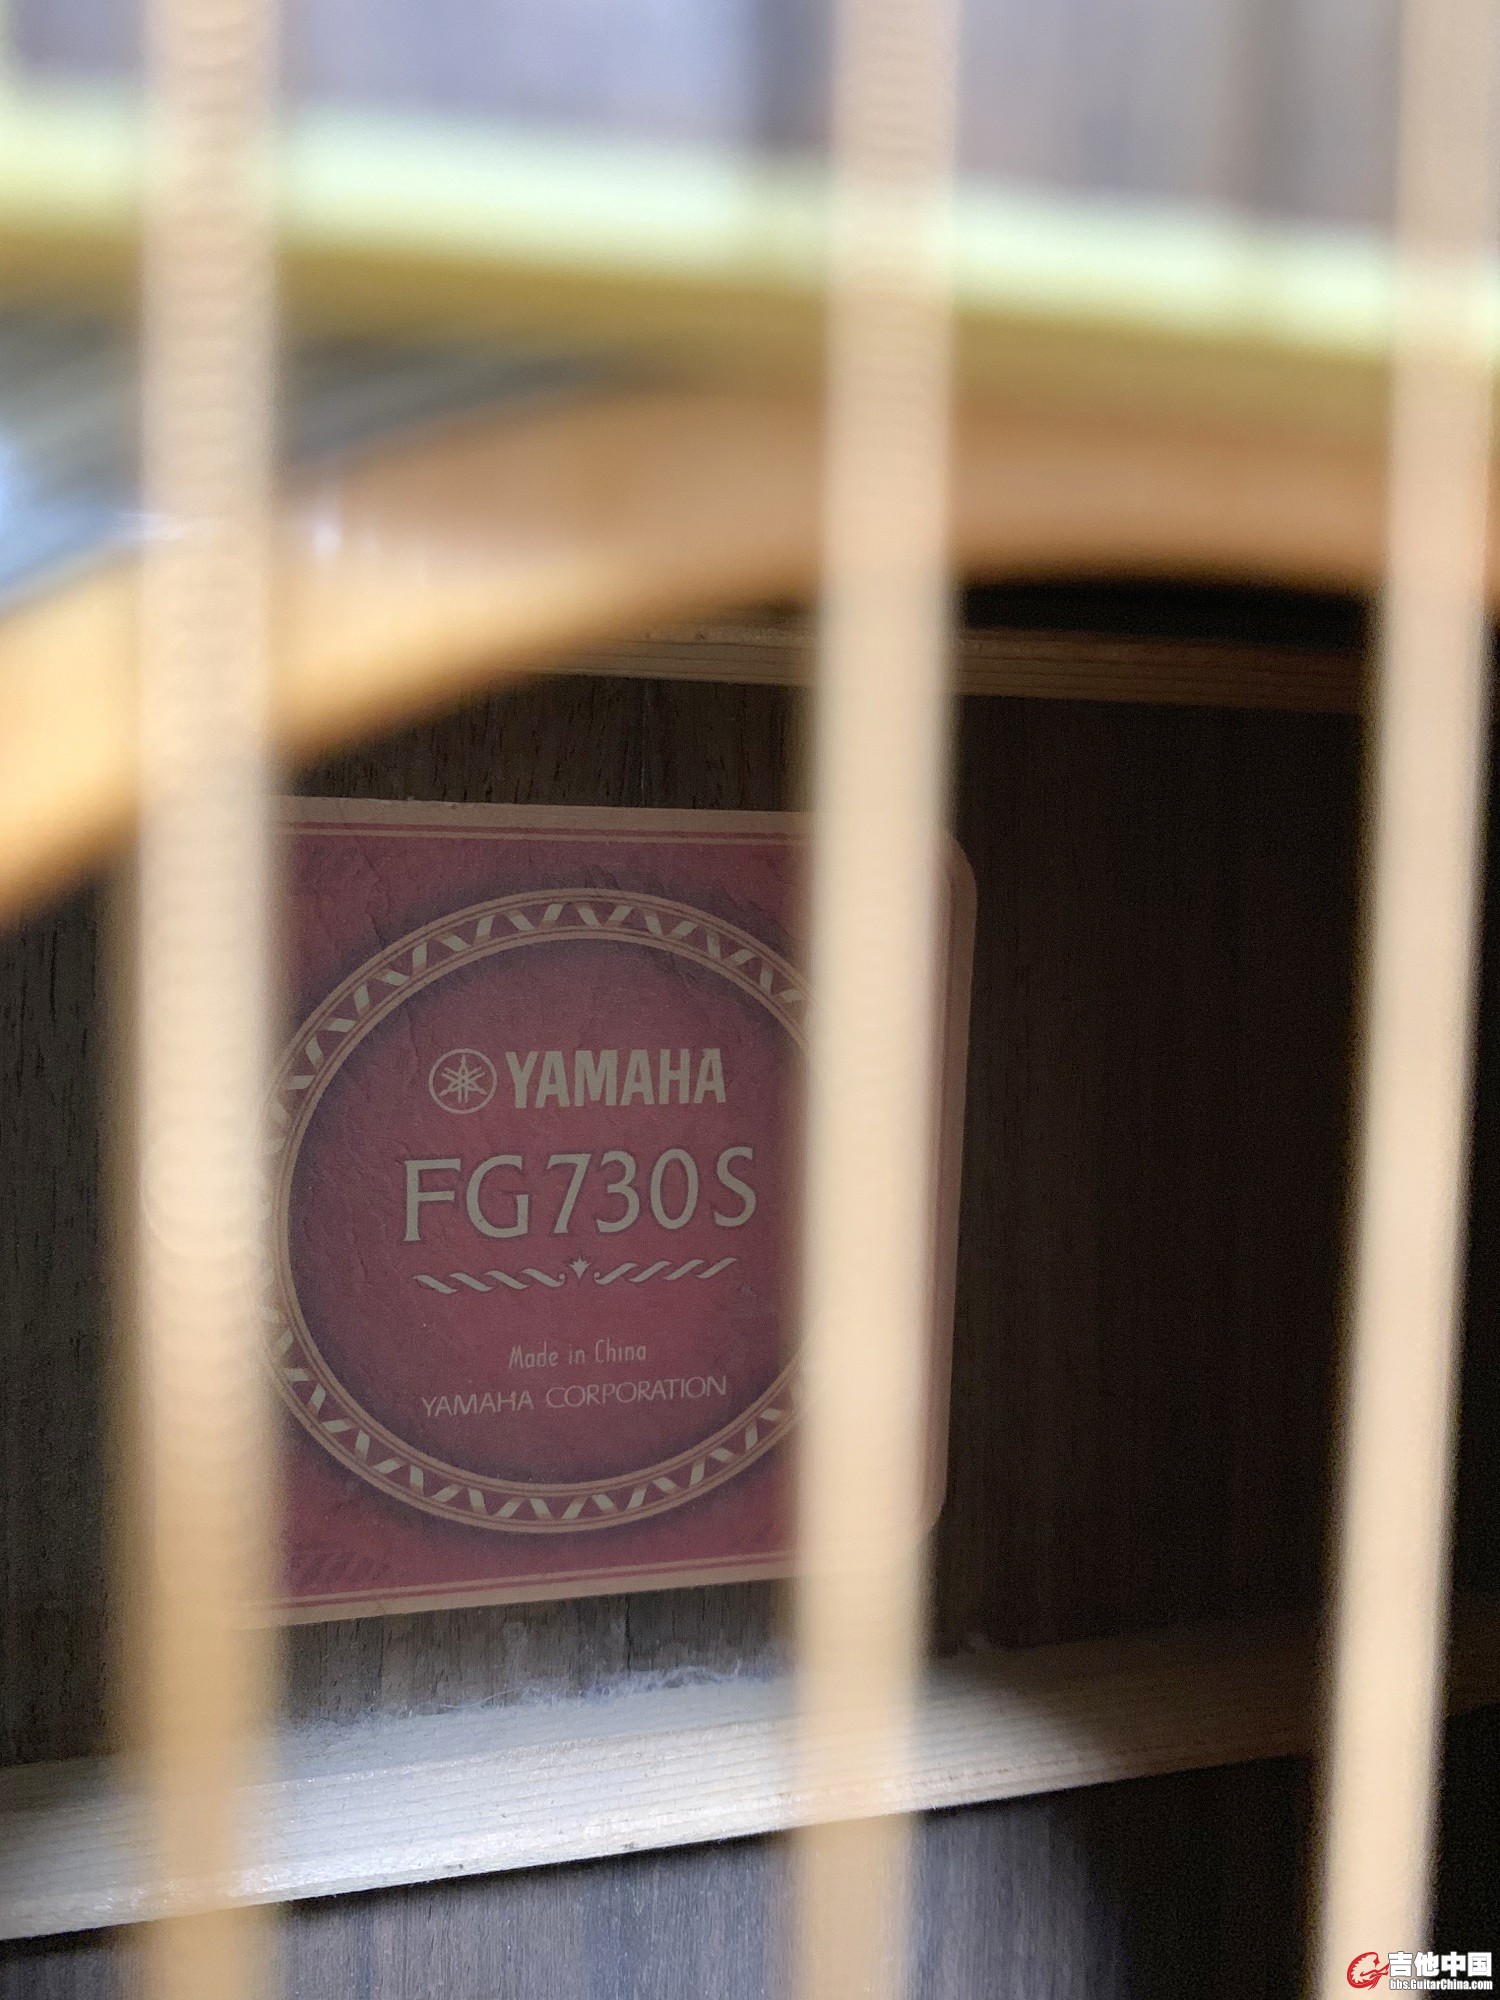 YAMAHA
FG730S
Made in China
YAMAHA CORPORATION
吉他中国
bbs.GuitarChina.com